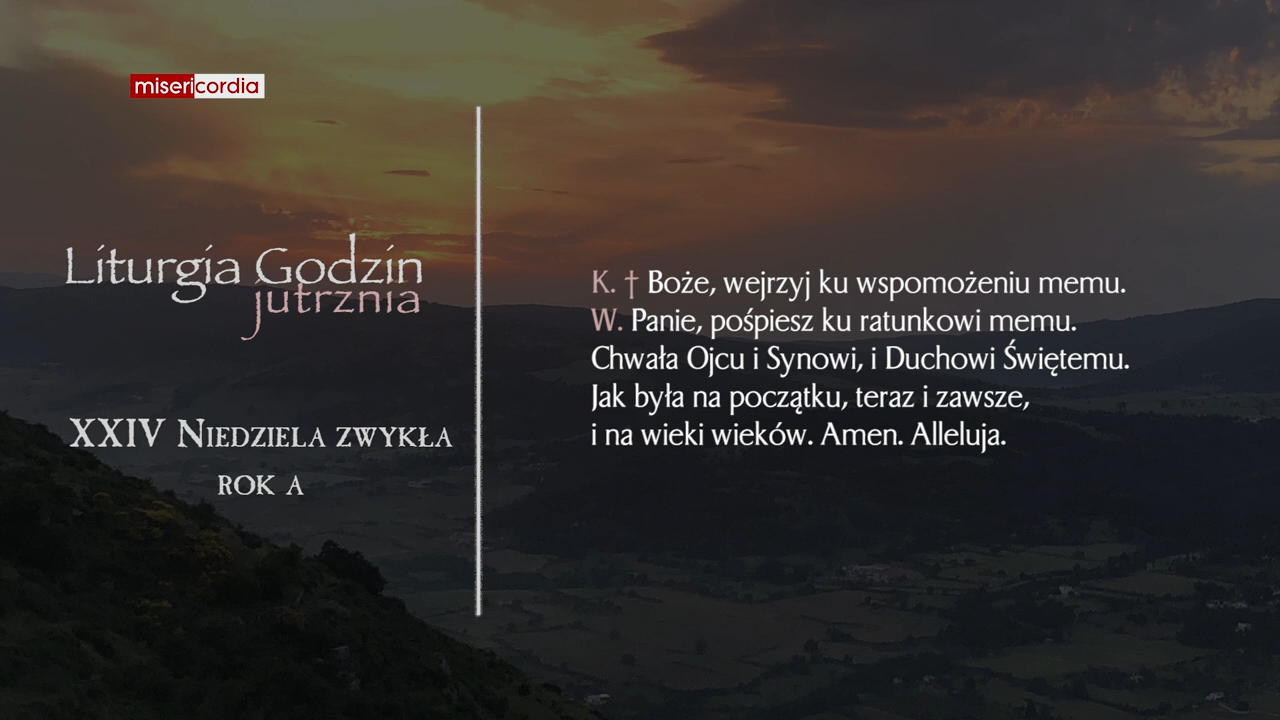 misericordia
Liturgia Godzin
jutrznia
XXIV Niedziela zwykła
rok a
K. † Boże, wejrzyj ku wspomożeniu memu.
W. Panie, pośpiesz ku ratunkowi memu.
Chwała Ojcu i Synowi, i Duchowi Świętemu.
Jak była na początku, teraz i zawsze,
i na wieki wieków. Amen. Alleluja.